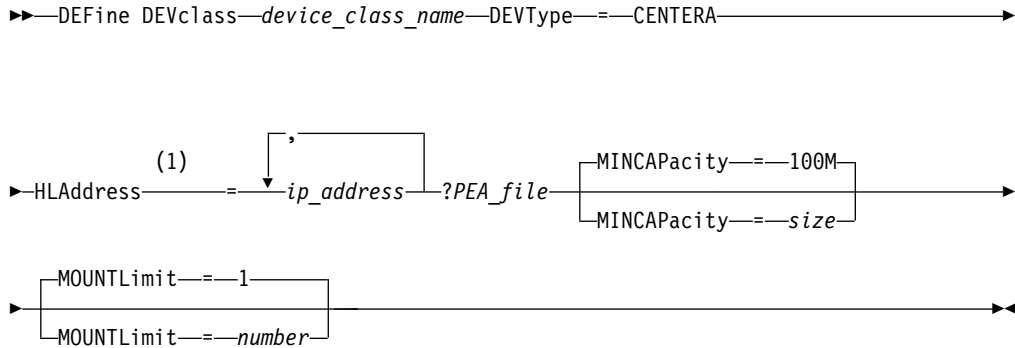 ►►—DEFine DEVclass—device_class_name—DEVType—=—CENTERA—►
,
(1)
►—HLAddress—=—ip_address—?PEA_file—►
MINCAPacity—=—100M
MINCAPacity—=—size
MOUNTLimit—=—1
►—►◄
MOUNTLimit—=—number